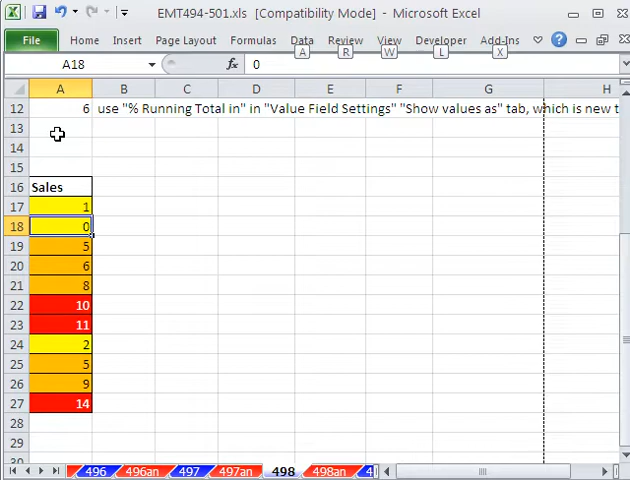 EMT494-501.xls [Compatibility Mode] - Microsoft Excel
File Home Insert Page Layout Formulas Data Review View Developer Add-Ins
A R W L X
A18 fx 0
A B C D E F G H
12 6 use "% Running Total in" in "Value Field Settings" "Show values as" tab, which is new t
13
14
15
16 Sales
17 1
18 0
19 5
20 6
21 8
22 10
23 11
24 2
25 5
26 9
27 14
28
29
30
496 496an 497 497an 498 498an 4